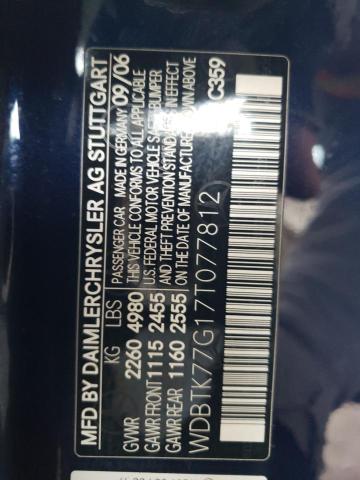 MFD BY DAIMLERCHRYSLER AG STUTTGART
PASSENGER CAR MADE IN GERMANY 09/06
KG LBS THIS VEHICLE CONFORMS TO ALL APPLICABLE
U.S. FEDERAL MOTOR VEHICLE SAFETY BUMPER
GVWR 2260 4980 AND THEFT PREVENTION STANDARDS IN EFFECT
GAWR FRONT 1115 2455 ON THE DATE OF MANUFACTURE SHOWN ABOVE
GAWR REAR 1160 2555
WDBTK77G17T077812 C359